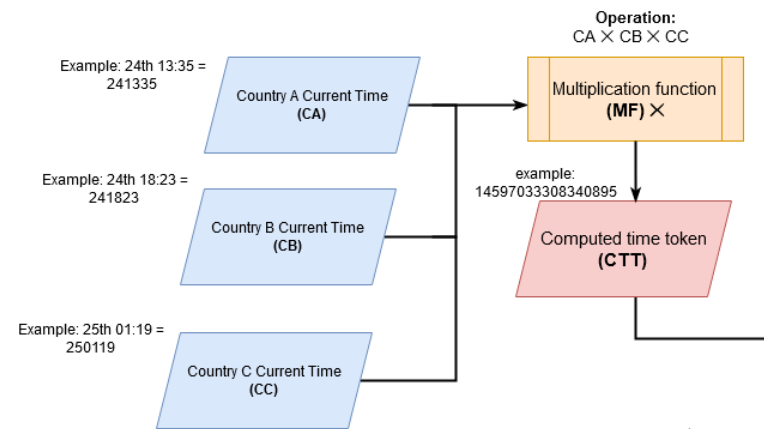 Operation:
CA ✕ CB ✕ CC
Example: 24th 13:35 =
241335
Country A Current Time
(CA)
Multiplication function
(MF) ✕
Example: 24th 18:23 =
241823
example:
14597033308340895
Country B Current Time
(CB)
Computed time token
(CTT)
Example: 25th 01:19 =
250119
Country C Current Time
(CC)